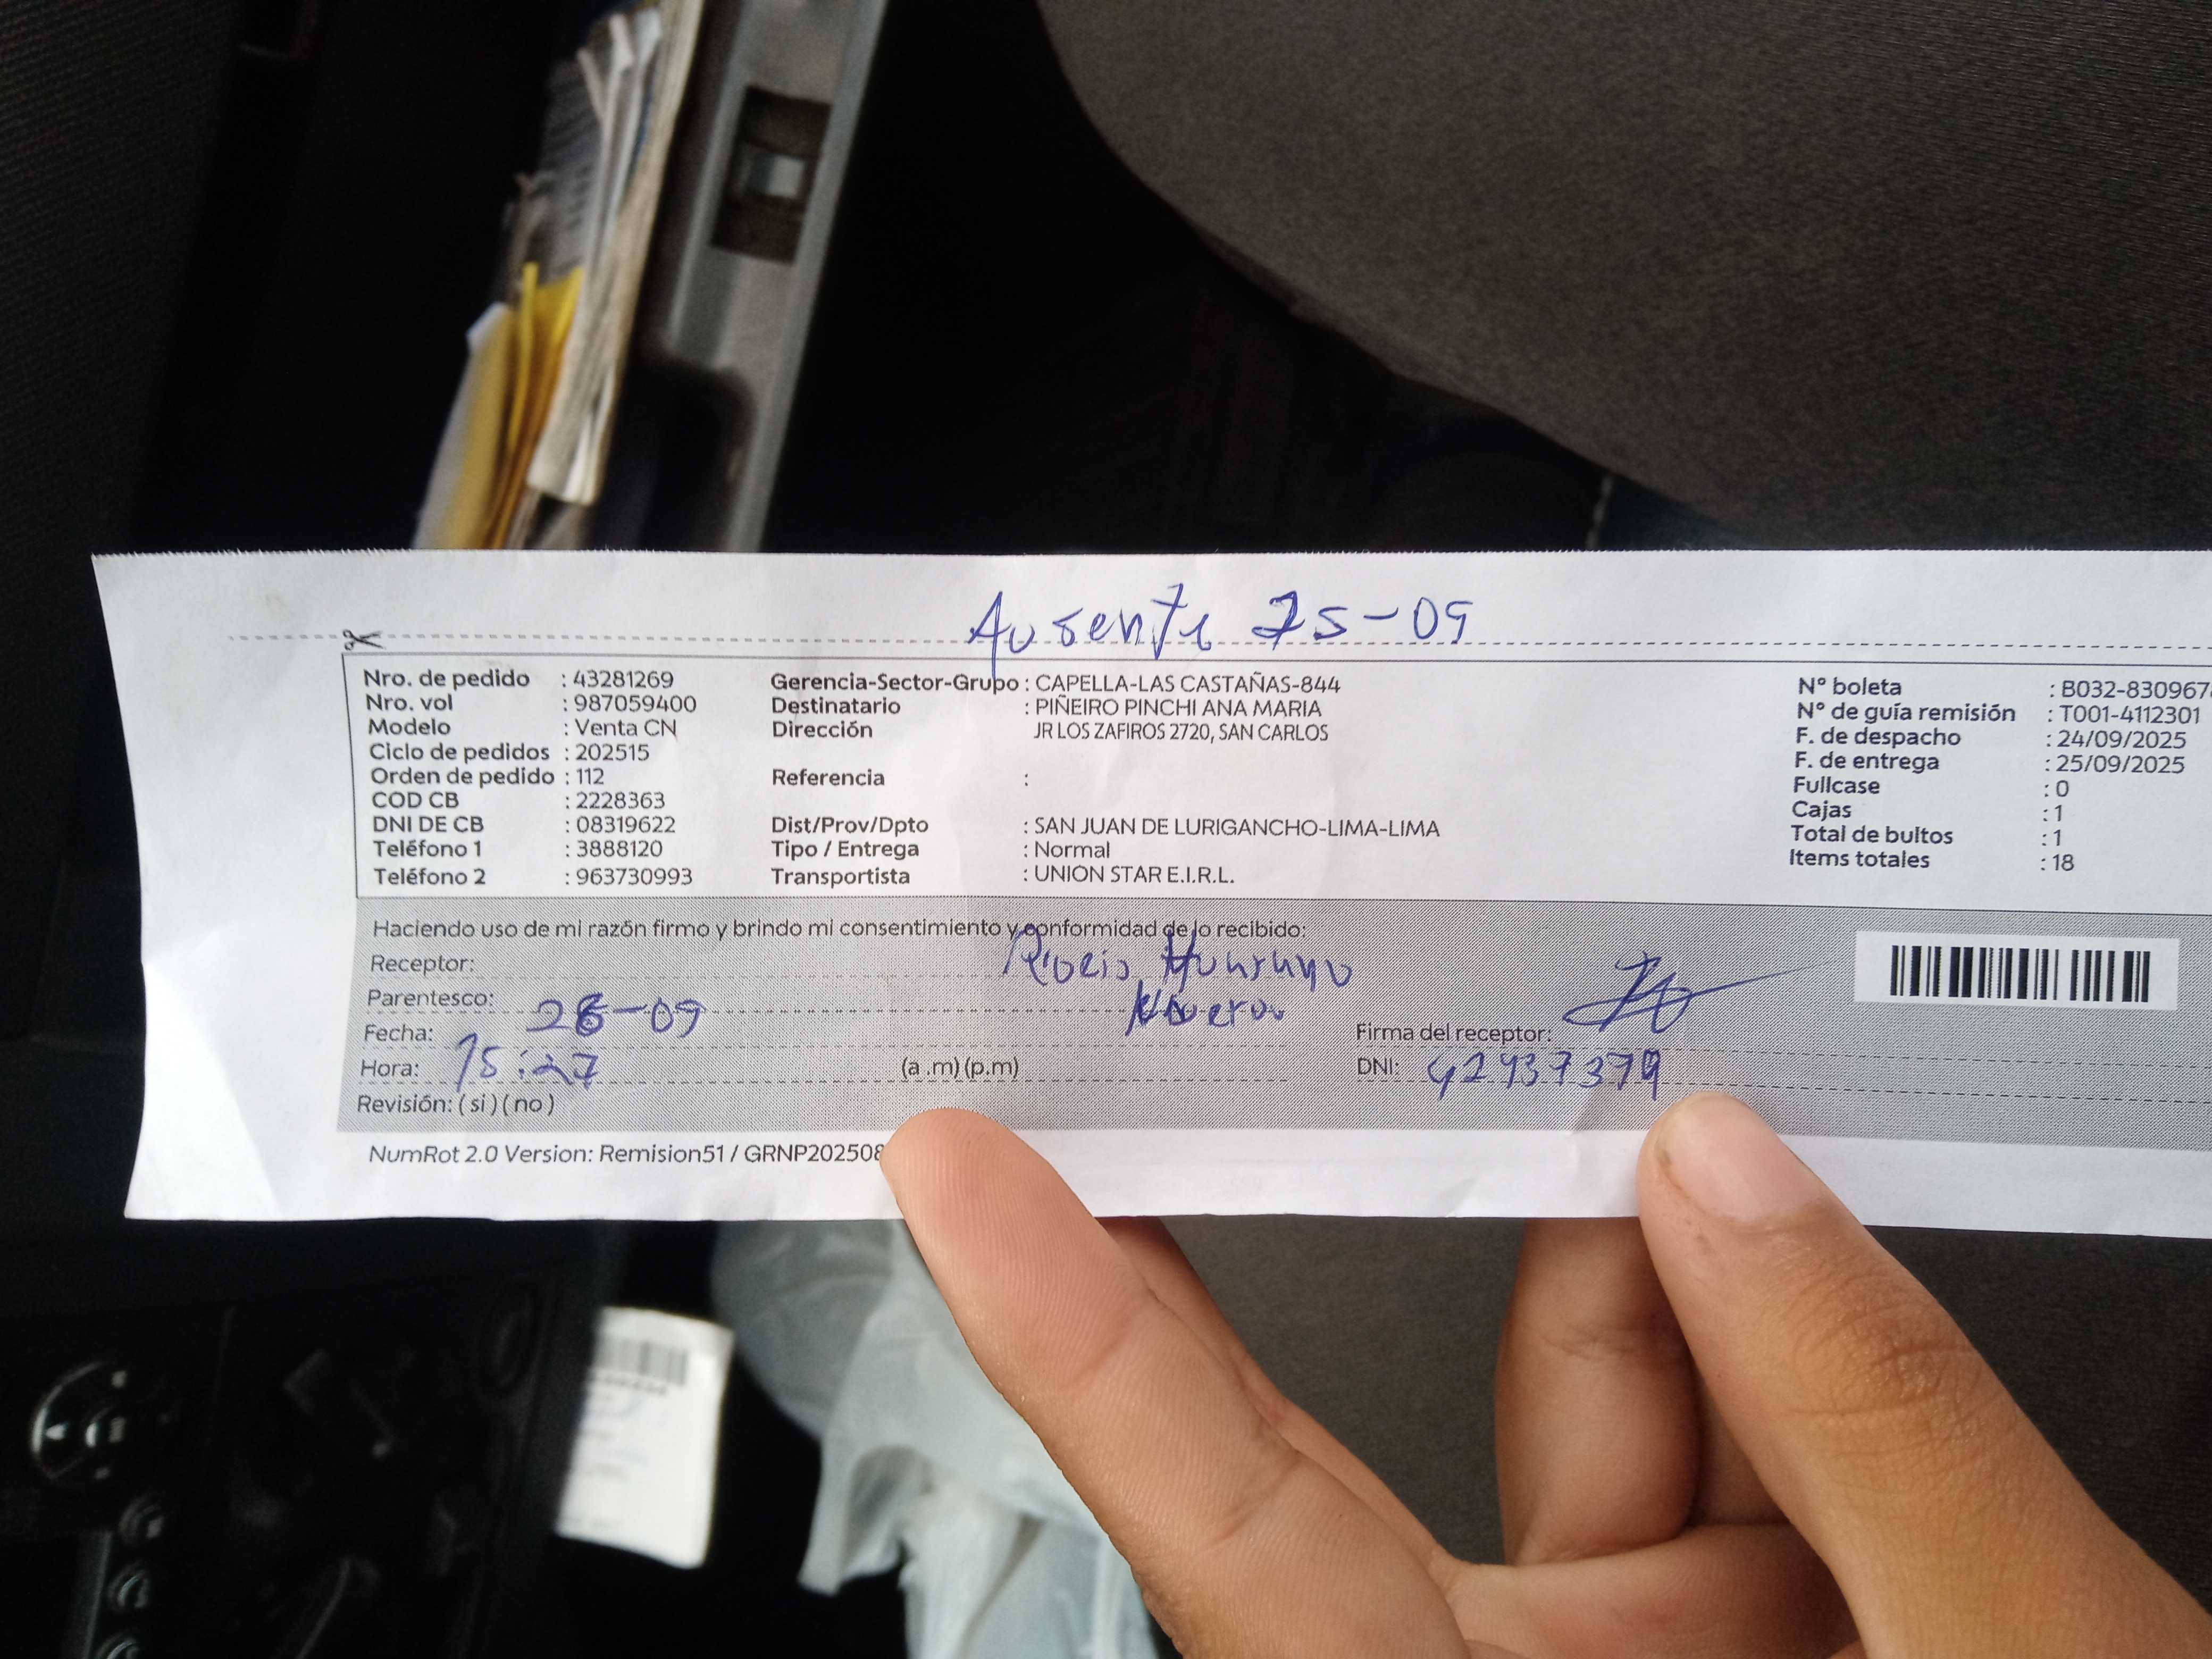 Ausente 25-09
Nro. de pedido : 43281269
Nro. vol : 987059400
Modelo : Venta CN
Ciclo de pedidos : 202515
Orden de pedido : 112
COD CB : 2228363
DNI DE CB : 08319622
Teléfono 1 : 3888120
Teléfono 2 : 963730993
Gerencia-Sector-Grupo : CAPELLA-LAS CASTAÑAS-844
Destinatario : PIÑEIRO PINCHI ANA MARIA
Dirección JR LOS ZAFIROS 2720, SAN CARLOS
Referencia :
Dist/Prov/Dpto : SAN JUAN DE LURIGANCHO-LIMA-LIMA
Tipo / Entrega : Normal
Transportista : UNION STAR E.I.R.L.
N° boleta : B032-830967
N° de guía remisión : T001-4112301
F. de despacho : 24/09/2025
F. de entrega : 25/09/2025
Fullcase : 0
Cajas : 1
Total de bultos : 1
Items totales : 18
Haciendo uso de mi razón firmo y brindo mi consentimiento y conformidad de lo recibido:
Receptor:
Parentesco:
Fecha: 26-09
Hora: 15:27 (a .m) (p.m)
Revisión: ( si ) ( no )
Firma del receptor:
DNI: 42437379
NumRot 2.0 Version: Remision51 / GRNP202508